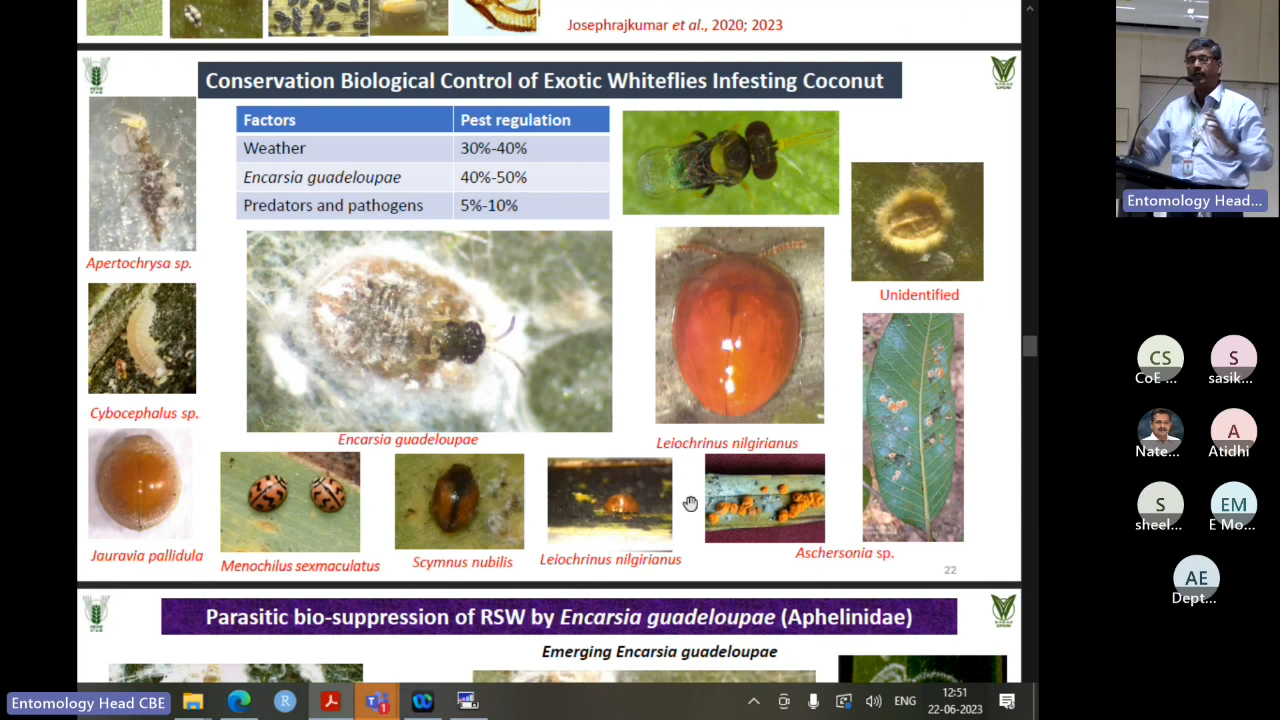 Josephrajkumar et al., 2020; 2023
Conservation Biological Control of Exotic Whiteflies Infesting Coconut
Factors Pest regulation
Weather 30%-40%
Encarsia guadeloupae 40%-50%
Predators and pathogens 5%-10%
Apertochrysa sp.
Cybocephalus sp.
Jauravia pallidula
Encarsia guadeloupae
Leiochrinus nilgirianus
Unidentified
Menochilus sexmaculatus
Scymnus nubilis
Leiochrinus nilgirianus
Aschersonia sp.
22
Parasitic bio-suppression of RSW by Encarsia guadeloupae (Aphelinidae)
Emerging Encarsia guadeloupae
Entomology Head...
CS
CoE ...
S
sasik...
Nate...
A
Atidhi
S
sheel...
EM
E Mo...
AE
Dept...
Entomology Head CBE
R
1
ENG
12:51
22-06-2023